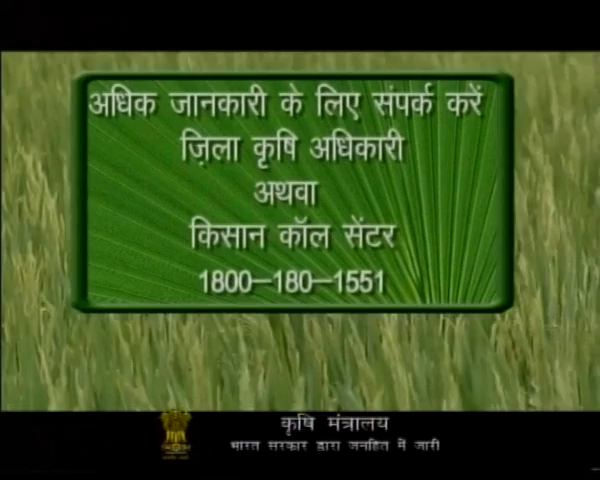 अधिक जानकारी के लिए संपर्क करें
ज़िला कृषि अधिकारी
अथवा
किसान कॉल सेंटर
1800-180-1551
कृषि मंत्रालय
भारत सरकार द्वारा जनहित में जारी